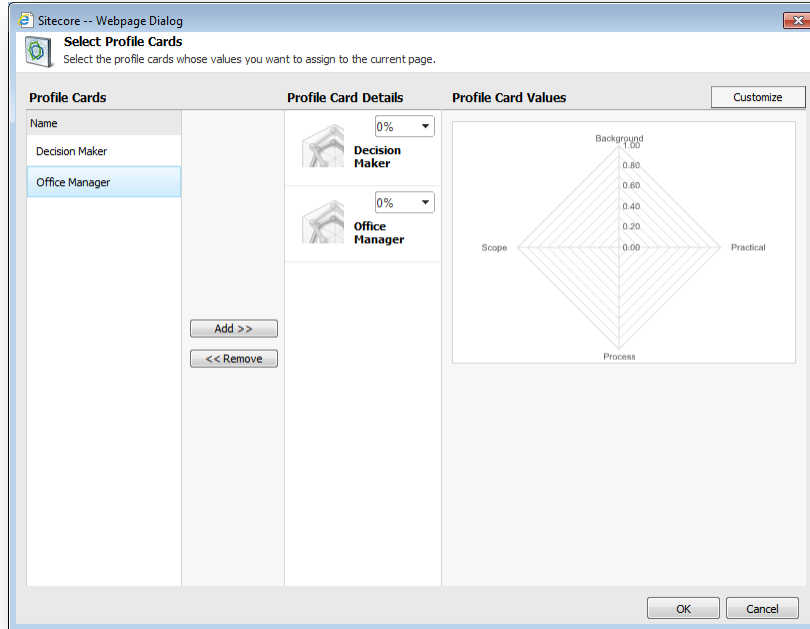 Sitecore -- Webpage Dialog
Select Profile Cards
Select the profile cards whose values you want to assign to the current page.
Profile Cards
Name
Decision Maker
Office Manager
Add >>
<< Remove
Profile Card Details
0%
Decision
Maker
0%
Office
Manager
Profile Card Values
Customize
Background
1.00
0.80
0.60
0.40
0.20
0.00
Scope
Practical
Process
OK
Cancel